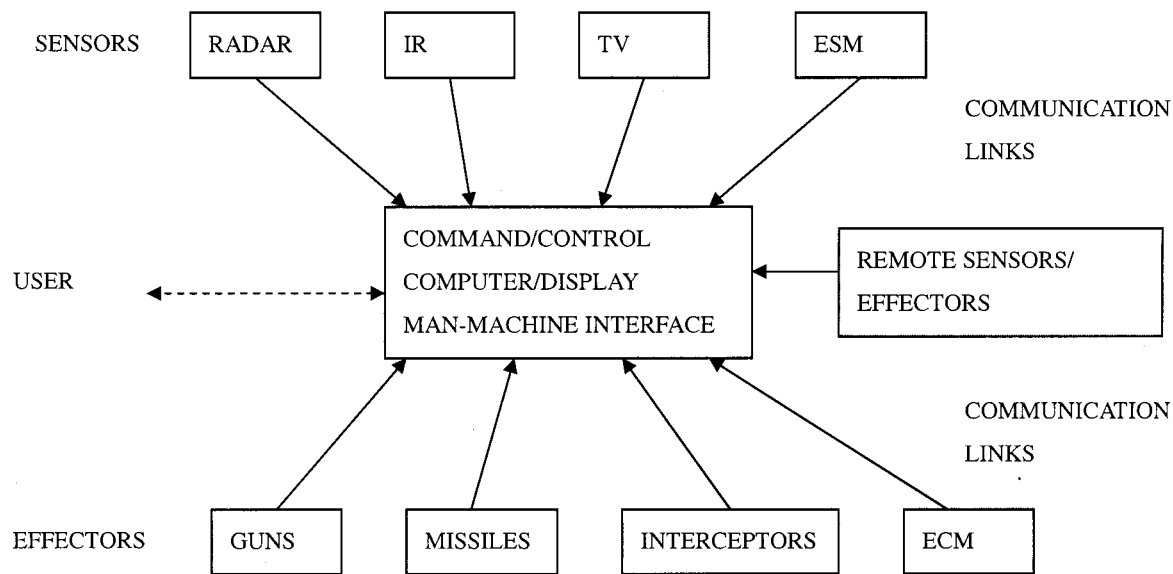 SENSORS
RADAR
IR
TV
ESM
COMMUNICATION
LINKS
COMMAND/CONTROL
COMPUTER/DISPLAY
MAN-MACHINE INTERFACE
USER
REMOTE SENSORS/
EFFECTORS
COMMUNICATION
LINKS
EFFECTORS
GUNS
MISSILES
INTERCEPTORS
ECM